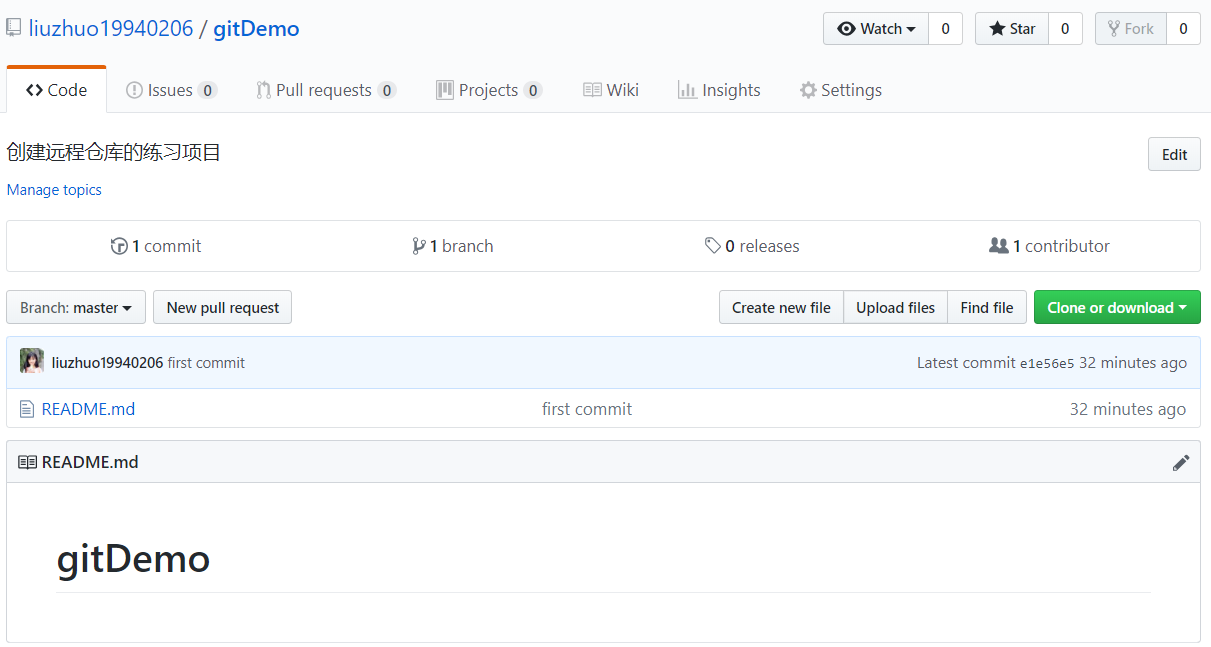 liuzhuo19940206 / gitDemo Watch 0 Star 0 Fork 0
Code Issues 0 Pull requests 0 Projects 0 Wiki Insights Settings
创建远程仓库的练习项目 Edit
Manage topics
1 commit 1 branch 0 releases 1 contributor
Branch: master New pull request Create new file Upload files Find file Clone or download
liuzhuo19940206 first commit Latest commit e1e56e5 32 minutes ago
README.md first commit 32 minutes ago
README.md
gitDemo